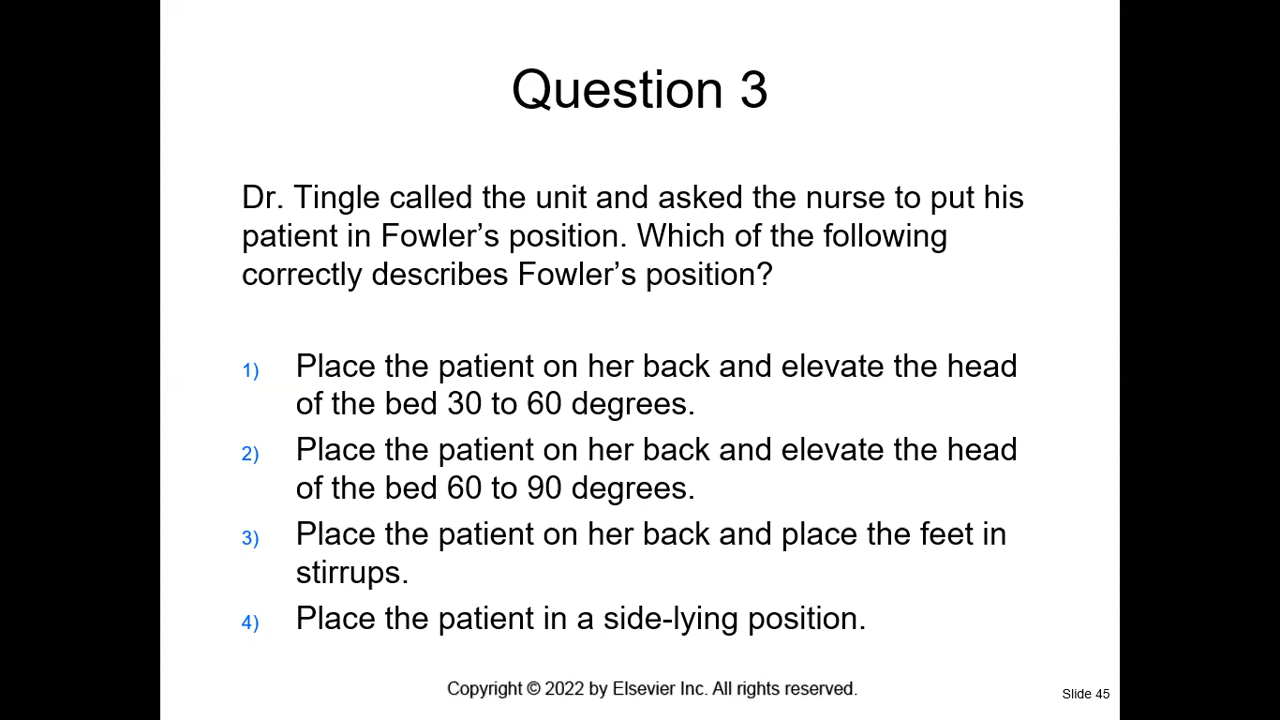 Question 3
Dr. Tingle called the unit and asked the nurse to put his
patient in Fowler’s position. Which of the following
correctly describes Fowler’s position?
1) Place the patient on her back and elevate the head
of the bed 30 to 60 degrees.
2) Place the patient on her back and elevate the head
of the bed 60 to 90 degrees.
3) Place the patient on her back and place the feet in
stirrups.
4) Place the patient in a side-lying position.
Copyright © 2022 by Elsevier Inc. All rights reserved.
Slide 45